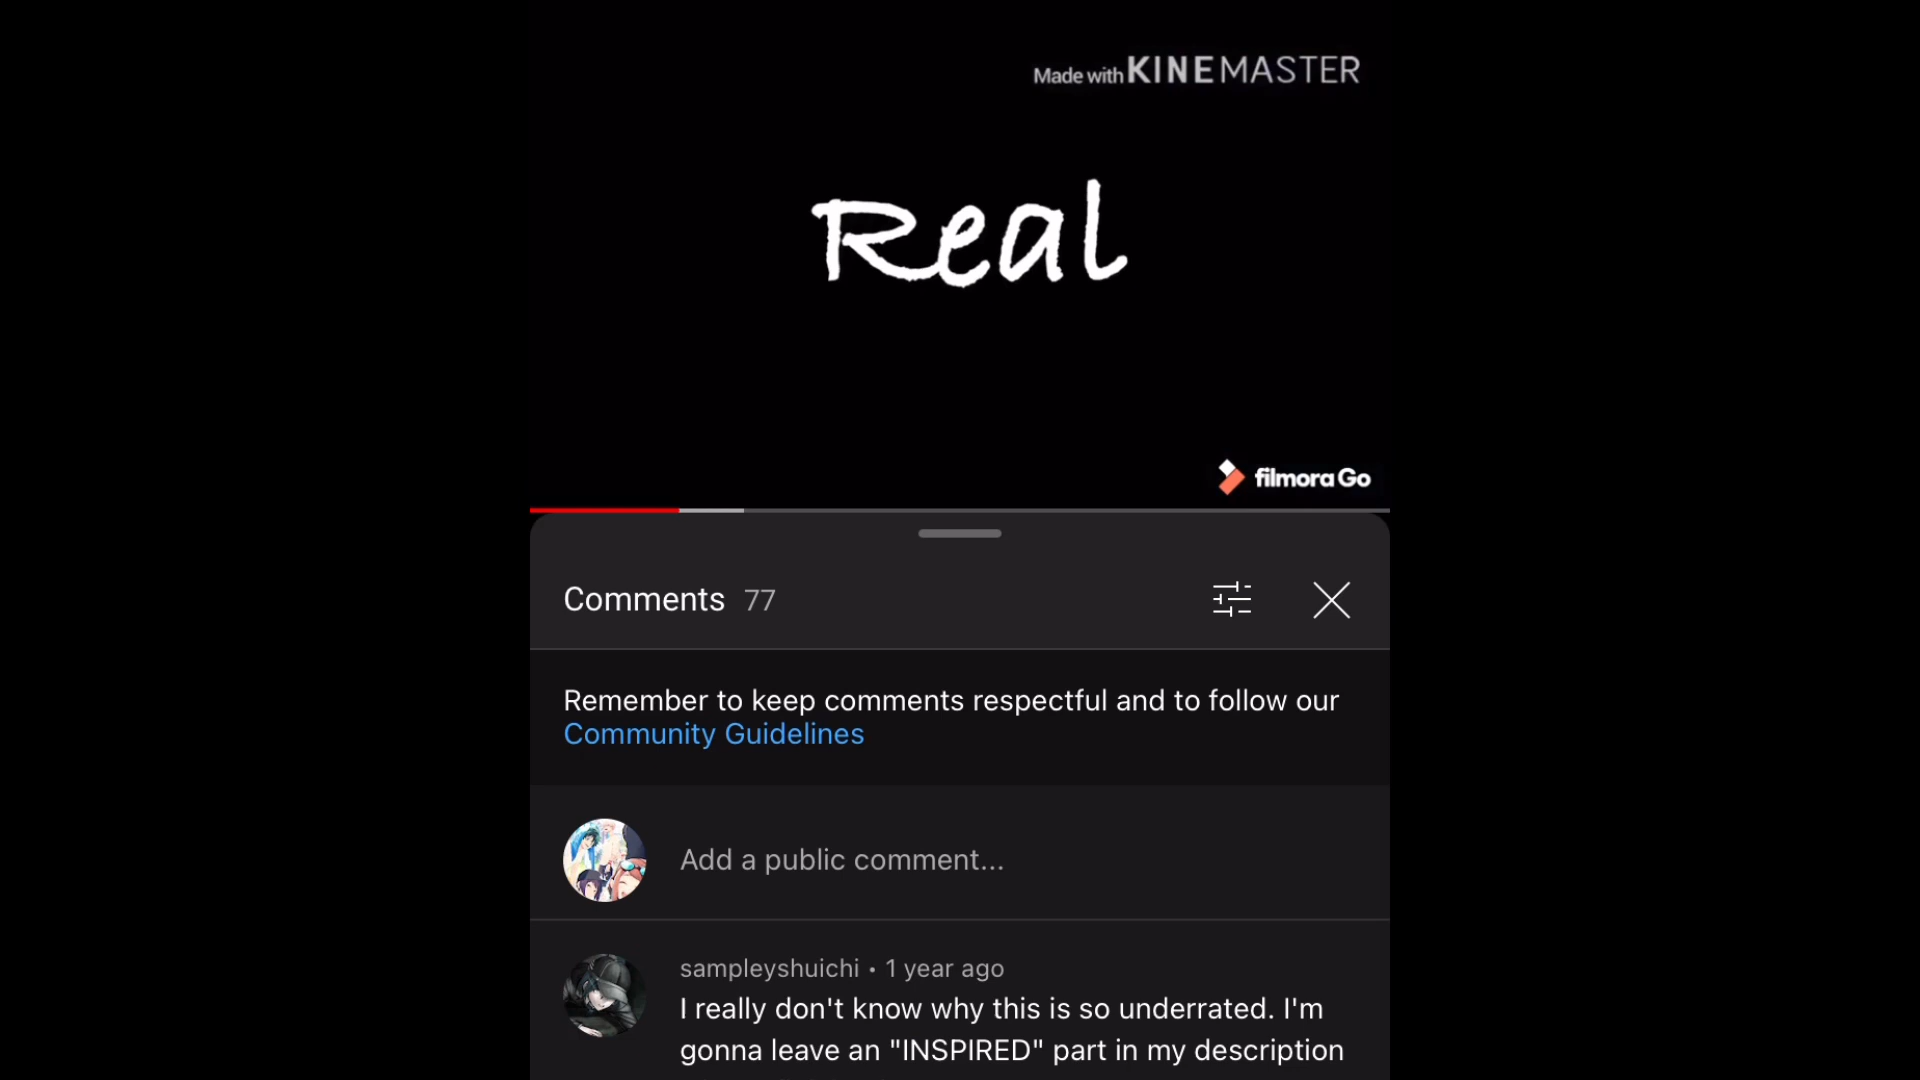 Made with KINEMASTER
Real
filmora Go
Comments 77
Remember to keep comments respectful and to follow our
Community Guidelines
Add a public comment...
sampleyshuichi • 1 year ago
I really don't know why this is so underrated. I'm
gonna leave an "INSPIRED" part in my description